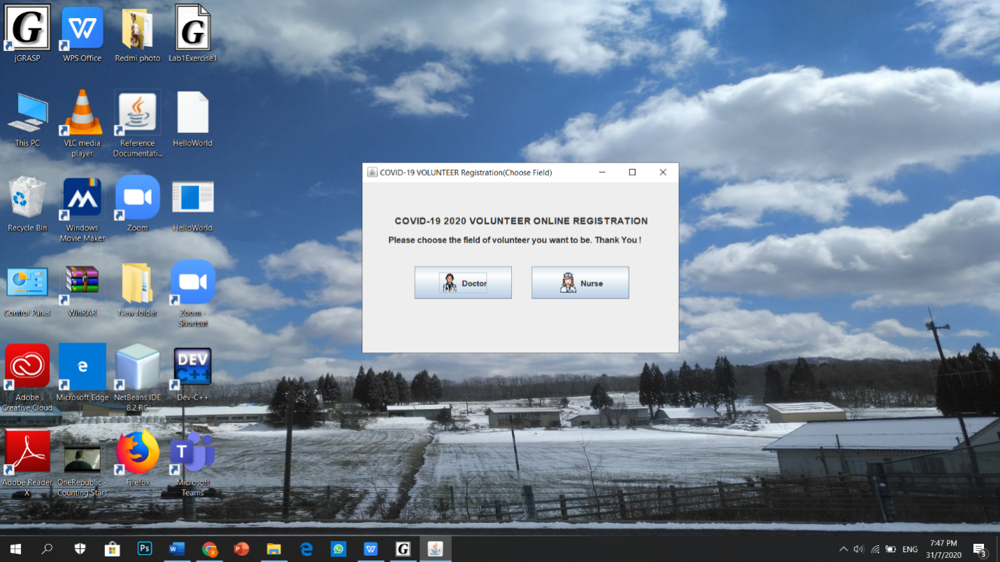 jGRASP
WPS Office
Redmi photo
Lab1Exercise1
This PC
VLC media
player
Reference
Documentati...
HelloWorld
Recycle Bin
Windows
Movie Maker
Zoom
HelloWorld
Control Panel
WinRAR
New folder
Zoom -
Shortcut
DEV
C++
Adobe
Creative Cloud
Microsoft Edge
NetBeans IDE
8.2 RC
Dev-C++
Adobe Reader
X
OneRepublic -
Counting Stars
Firefox
Microsoft
Teams
COVID-19 VOLUNTEER Registration(Choose Field)
COVID-19 2020 VOLUNTEER ONLINE REGISTRATION
Please choose the field of volunteer you want to be. Thank You !
Doctor
Nurse
Ps
ENG
7:47 PM
31/7/2020
3